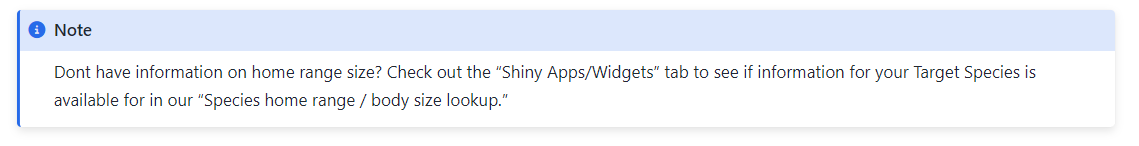 Note
Dont have information on home range size? Check out the “Shiny Apps/Widgets” tab to see if information for your Target Species is
available for in our “Species home range / body size lookup.”